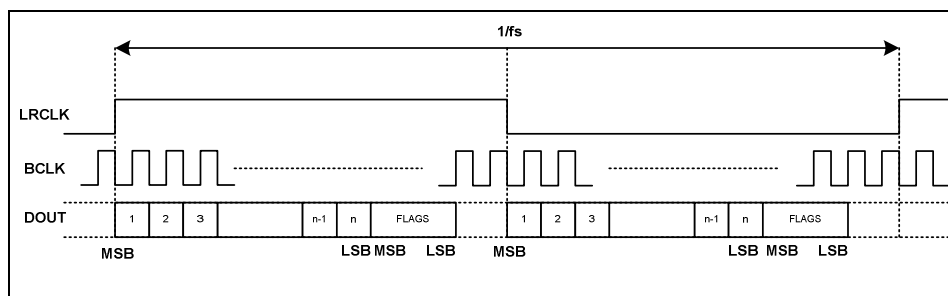 1/fs
LRCLK
BCLK
DOUT 1 2 3 n-1 n FLAGS 1 2 3 n-1 n FLAGS
MSB LSB MSB LSB MSB LSB MSB LSB